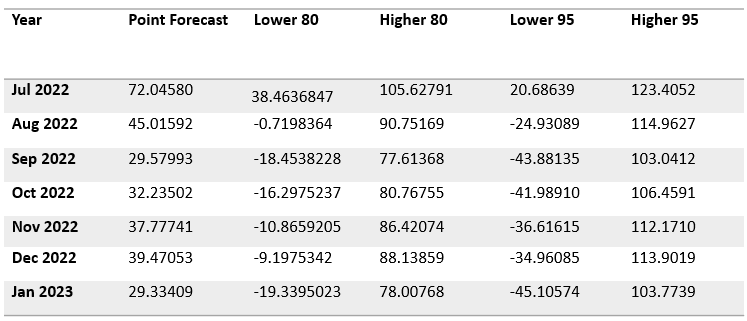 Year Point Forecast Lower 80 Higher 80 Lower 95 Higher 95
Jul 2022 72.04580 38.4636847 105.62791 20.68639 123.4052
Aug 2022 45.01592 -0.7198364 90.75169 -24.93089 114.9627
Sep 2022 29.57993 -18.4538228 77.61368 -43.88135 103.0412
Oct 2022 32.23502 -16.2975237 80.76755 -41.98910 106.4591
Nov 2022 37.77741 -10.8659205 86.42074 -36.61615 112.1710
Dec 2022 39.47053 -9.1975342 88.13859 -34.96085 113.9019
Jan 2023 29.33409 -19.3395023 78.00768 -45.10574 103.7739